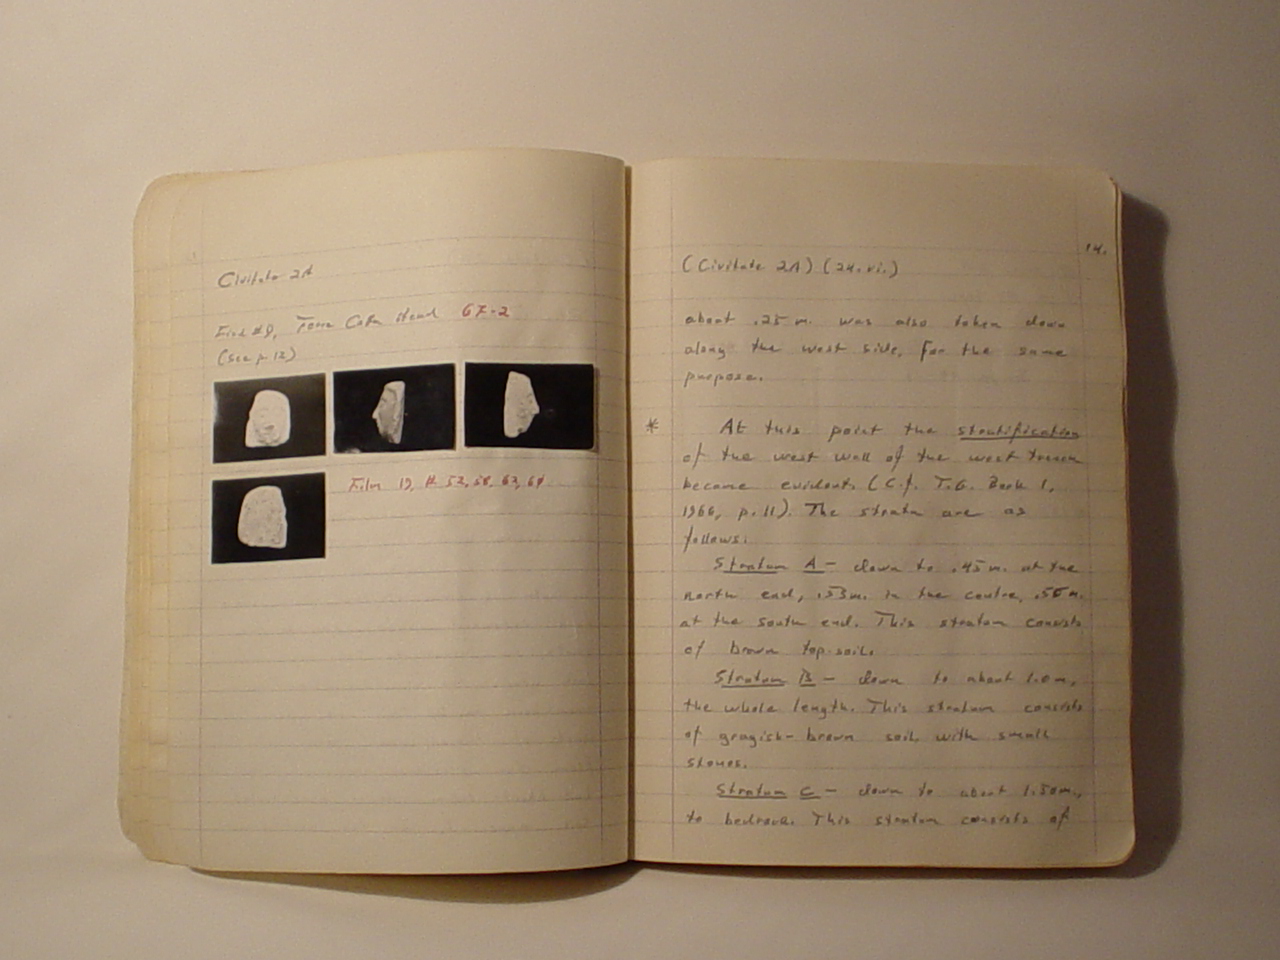 Civitate 2A
Find #9, Terra Cotta Head 67-2
(see p. 12)
Film 19, # 52, 58, 62, 64
14.
(Civitate 2A) (24. vi.)
about .25 m. was also taken down
along the west side, for the same
purpose.
* At this point the stratification
of the west wall of the west trench
became evident. (C.f. T.G. Book 1,
1966, p. 11). The strata are as
follows:
Stratum A - down to .45 m. at the
north end, .53 m. in the centre, .50 m.
at the south end. This stratum consists
of brown top-soil.
Stratum B - down to about 1.0 m,
the whole length. This stratum consists
of grayish-brown soil, with small
stones.
Stratum C - down to about 1.50 m.,
to bedrock. This stratum consists of